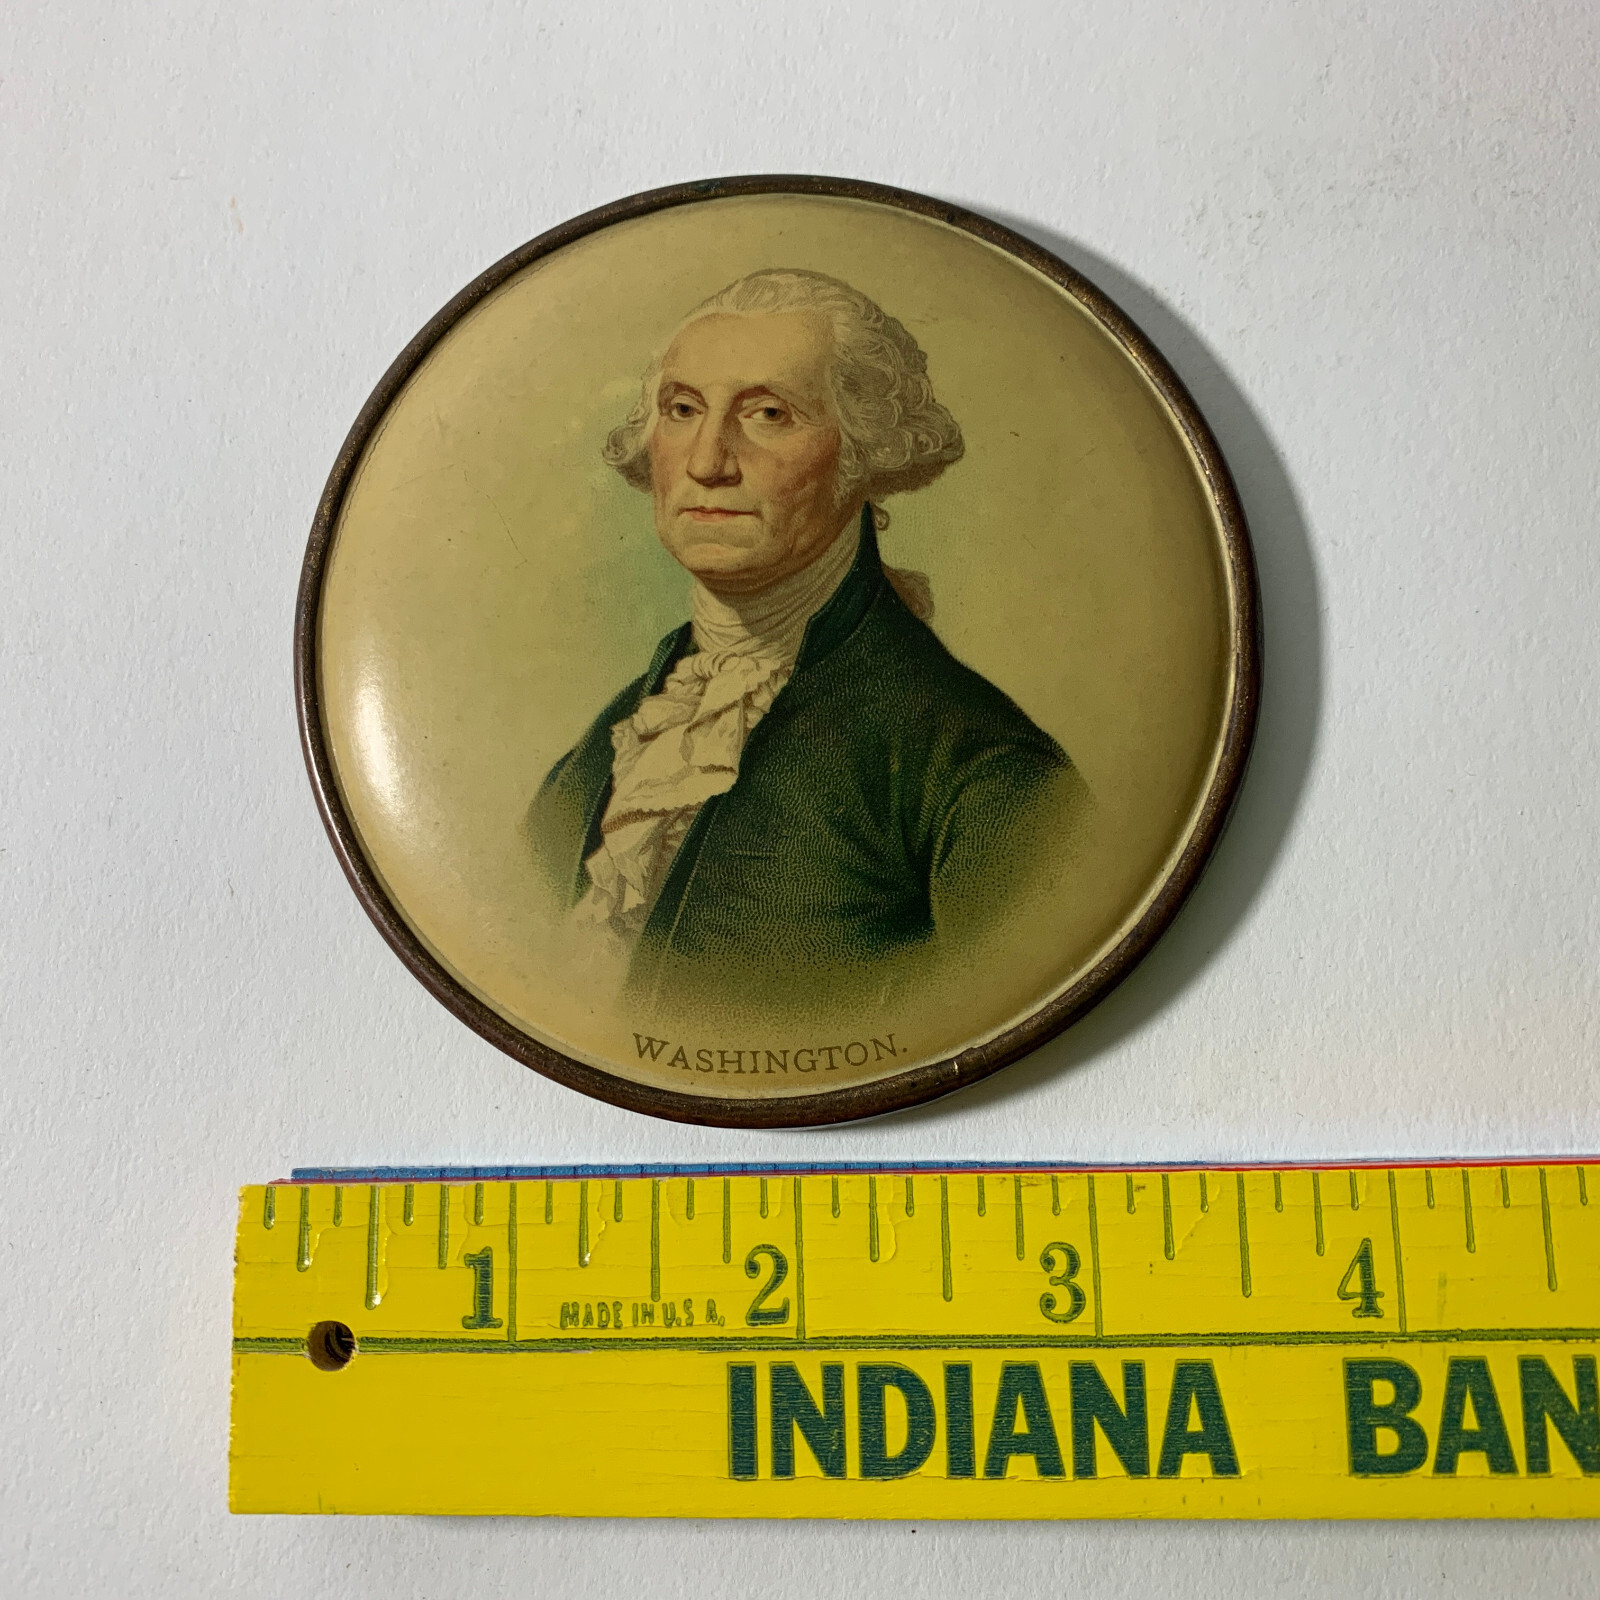 WASHINGTON.
1 2 3 4
MADE IN U.S.A.
INDIANA BAN